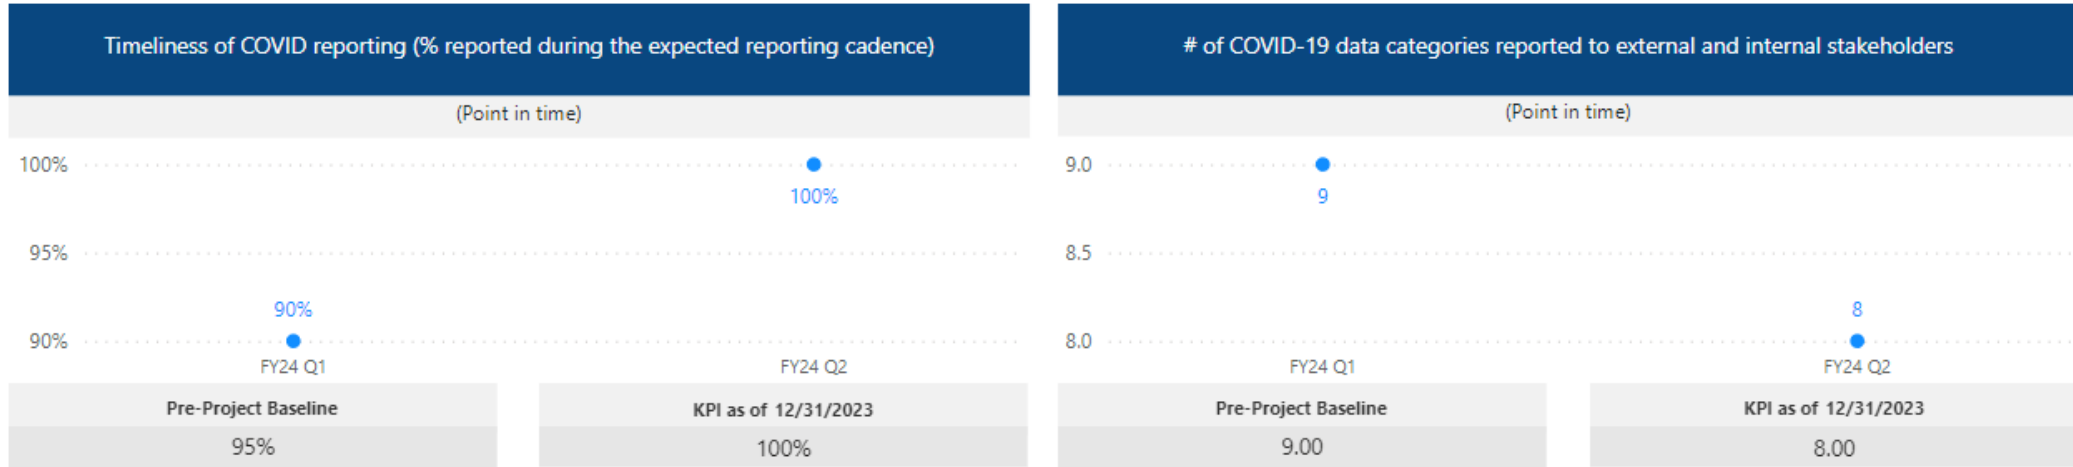 Timeliness of COVID reporting (% reported during the expected reporting cadence)
(Point in time)
100%
100%
95%
90%
90%
FY24 Q1
FY24 Q2
Pre-Project Baseline
KPI as of 12/31/2023
95%
100%
# of COVID-19 data categories reported to external and internal stakeholders
(Point in time)
9.0
9
8.5
8
8.0
FY24 Q1
FY24 Q2
Pre-Project Baseline
KPI as of 12/31/2023
9.00
8.00